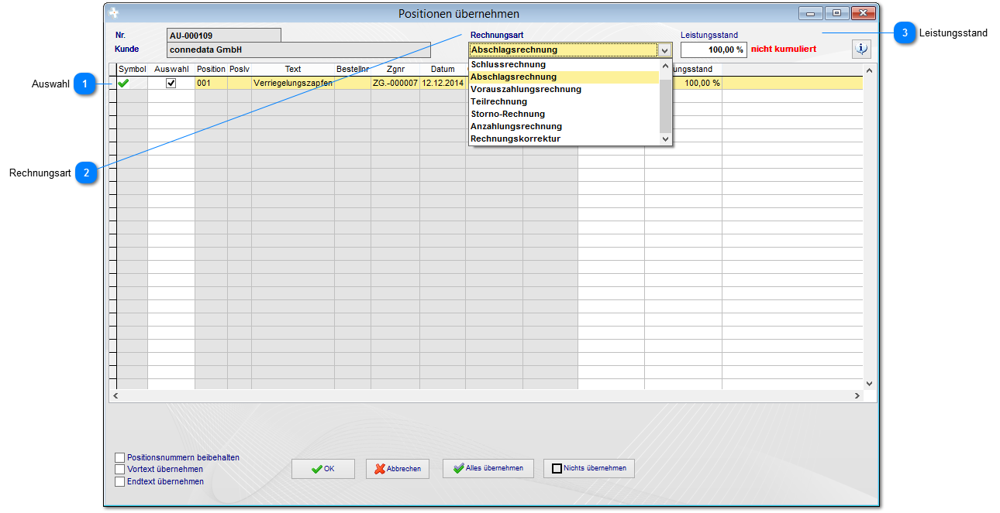 Positionen übernehmen
Nr. AU-000109 Rechnungsart Leistungsstand 3 Leistungsstand
Kunde connedata GmbH Abschlagsrechnung 100,00 % nicht kumuliert
Symbol Auswahl Position Poslv Text Bestellnr Zgnr Datum ungsstand
Auswahl 1 001 Verriegelungszapfen ZG.-000007 12.12.2014 100,00 %
Schlussrechnung
Abschlagsrechnung
Vorauszahlungsrechnung
Teilrechnung
Storno-Rechnung
Anzahlungsrechnung
Rechnungskorrektur
Rechnungsart 2
Positionsnummern beibehalten
Vortext übernehmen
Endtext übernehmen
OK Abbrechen Alles übernehmen Nichts übernehmen